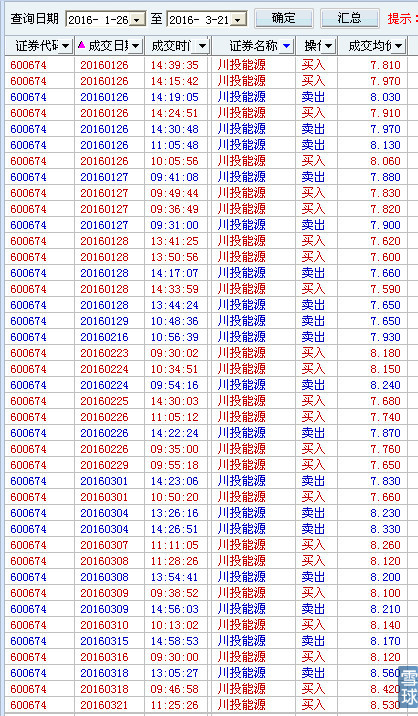 查询日期 2016- 1-26 至 2016- 3-21 确定 汇总 提示:
证券代码 成交日期 成交时间 证券名称 操作 成交均价
600674 20160126 14:39:35 川投能源 买入 7.810
600674 20160126 14:15:42 川投能源 买入 7.970
600674 20160126 14:19:05 川投能源 卖出 8.030
600674 20160126 14:24:51 川投能源 买入 7.910
600674 20160126 14:30:48 川投能源 卖出 7.970
600674 20160126 11:05:48 川投能源 卖出 8.130
600674 20160126 10:05:56 川投能源 买入 8.060
600674 20160127 09:41:08 川投能源 卖出 7.880
600674 20160127 09:49:44 川投能源 买入 7.830
600674 20160127 09:36:49 川投能源 买入 7.820
600674 20160127 09:31:00 川投能源 卖出 7.900
600674 20160128 13:41:25 川投能源 买入 7.620
600674 20160128 13:50:56 川投能源 买入 7.600
600674 20160128 14:17:07 川投能源 卖出 7.660
600674 20160128 14:33:59 川投能源 买入 7.590
600674 20160128 13:44:24 川投能源 卖出 7.650
600674 20160129 10:48:36 川投能源 卖出 7.650
600674 20160216 10:56:39 川投能源 卖出 7.930
600674 20160223 09:30:02 川投能源 买入 8.180
600674 20160224 10:34:51 川投能源 买入 8.150
600674 20160224 09:54:16 川投能源 卖出 8.240
600674 20160225 14:30:03 川投能源 买入 7.680
600674 20160226 11:05:12 川投能源 买入 7.740
600674 20160226 14:22:24 川投能源 卖出 7.870
600674 20160226 09:35:00 川投能源 买入 7.760
600674 20160229 09:55:18 川投能源 买入 7.650
600674 20160301 14:23:06 川投能源 卖出 7.830
600674 20160301 10:50:20 川投能源 买入 7.660
600674 20160304 13:26:16 川投能源 卖出 8.230
600674 20160304 14:26:51 川投能源 卖出 8.330
600674 20160307 11:11:05 川投能源 买入 8.260
600674 20160308 11:28:26 川投能源 买入 8.120
600674 20160308 13:54:41 川投能源 卖出 8.200
600674 20160309 09:38:52 川投能源 买入 8.100
600674 20160309 14:56:03 川投能源 卖出 8.210
600674 20160310 10:13:02 川投能源 买入 8.140
600674 20160315 14:58:53 川投能源 卖出 8.170
600674 20160316 09:30:00 川投能源 买入 8.120
600674 20160318 13:05:27 川投能源 卖出 8.560
600674 20160318 09:46:58 川投能源 买入 8.420
600674 20160321 11:25:26 川投能源 买入 8.530
雪球